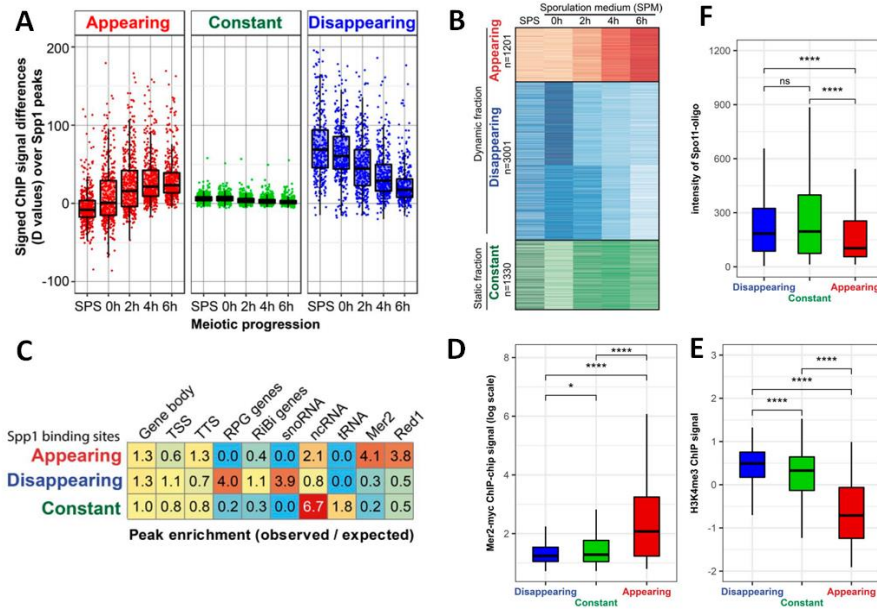 A
Appearing Constant Disappearing
Signed ChIP signal differences
(D values) over Spp1 peaks
200
100
0
-100
SPS 0h 2h 4h 6h SPS 0h 2h 4h 6h SPS 0h 2h 4h 6h
Meiotic progression
B
Sporulation medium (SPM)
SPS 0h 2h 4h 6h
Appearing
n=1201
Dynamic fraction
Disappearing
n=3001
Static fraction
Constant
n=1330
F
intensity of Spo11-oligo
1200
900
600
300
0
****
ns
****
Disappearing
Constant
Appearing
C
Spp1 binding sites
Gene body TSS TTS RPG genes RiBi genes snoRNA ncRNA tRNA Mer2 Red1
Appearing 1.3 0.6 1.3 0.0 0.4 0.0 2.1 0.0 4.1 3.8
Disappearing 1.3 1.1 0.7 4.0 1.1 3.9 0.8 0.0 0.3 0.5
Constant 1.0 0.8 0.8 0.2 0.3 0.0 6.7 1.8 0.2 0.5
Peak enrichment (observed / expected)
D
Mer2-myc ChIP-chip signal (log scale)
8
6
4
2
****
****
*
Disappearing
Constant
Appearing
E
H3K4me3 ChIP signal
3
2
1
0
-1
-2
****
****
****
Disappearing
Constant
Appearing